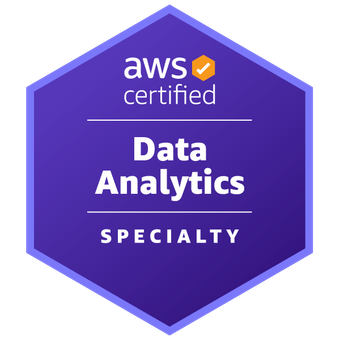 aws
certified
Data
Analytics
SPECIALTY